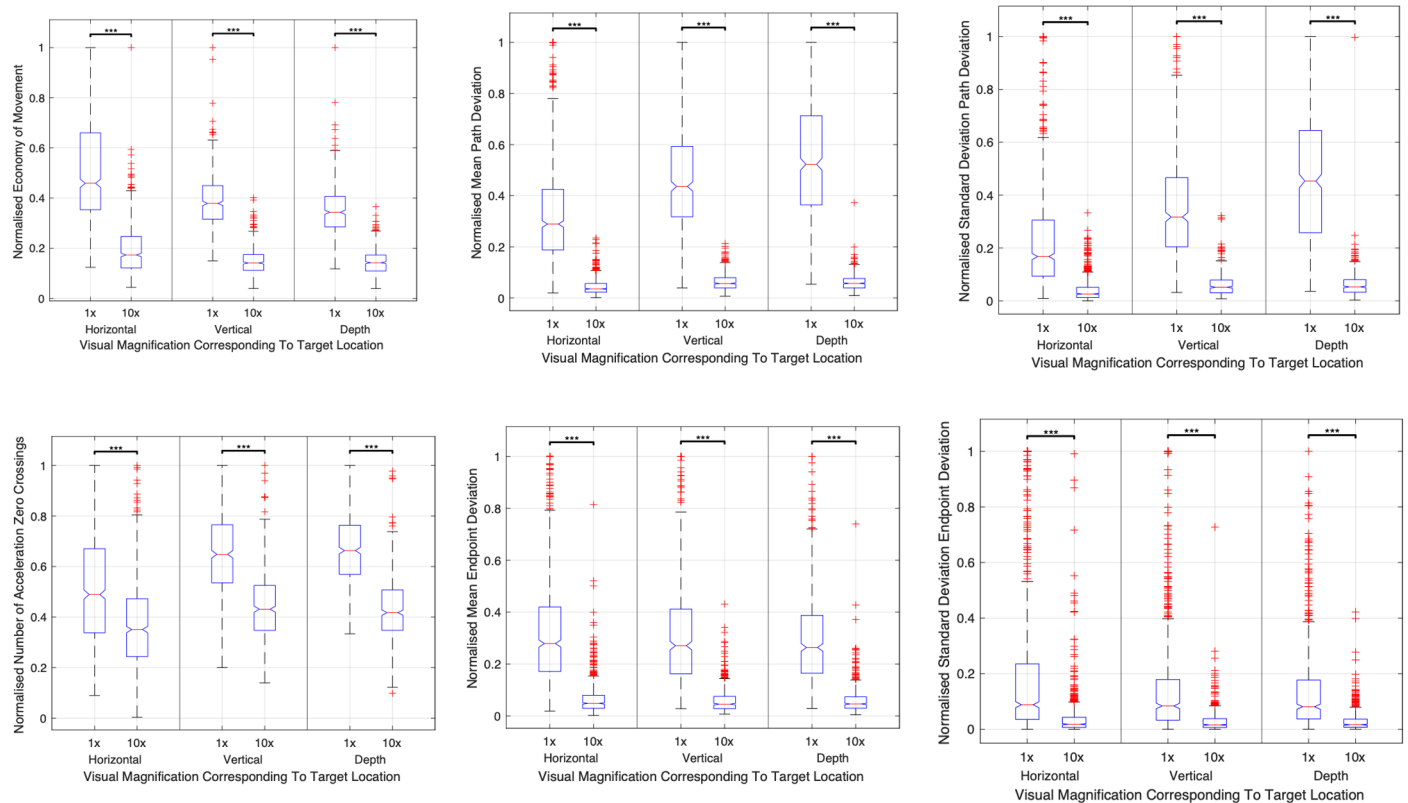 Normalised Economy of Movement
*** *** ***
1
0.8
0.6
0.4
0.2
0
1x 10x 1x 10x 1x 10x
Horizontal Vertical Depth
Visual Magnification Corresponding To Target Location
Normalised Mean Path Deviation
*** *** ***
1
0.8
0.6
0.4
0.2
0
1x 10x 1x 10x 1x 10x
Horizontal Vertical Depth
Visual Magnification Corresponding To Target Location
Normalised Standard Deviation Path Deviation
*** *** ***
1
0.8
0.6
0.4
0.2
0
1x 10x 1x 10x 1x 10x
Horizontal Vertical Depth
Visual Magnification Corresponding To Target Location
Normalised Number of Acceleration Zero Crossings
*** *** ***
1
0.8
0.6
0.4
0.2
0
1x 10x 1x 10x 1x 10x
Horizontal Vertical Depth
Visual Magnification Corresponding To Target Location
Normalised Mean Endpoint Deviation
*** *** ***
1
0.8
0.6
0.4
0.2
0
1x 10x 1x 10x 1x 10x
Horizontal Vertical Depth
Visual Magnification Corresponding To Target Location
Normalised Standard Deviation Endpoint Deviation
*** *** ***
1
0.8
0.6
0.4
0.2
0
1x 10x 1x 10x 1x 10x
Horizontal Vertical Depth
Visual Magnification Corresponding To Target Location